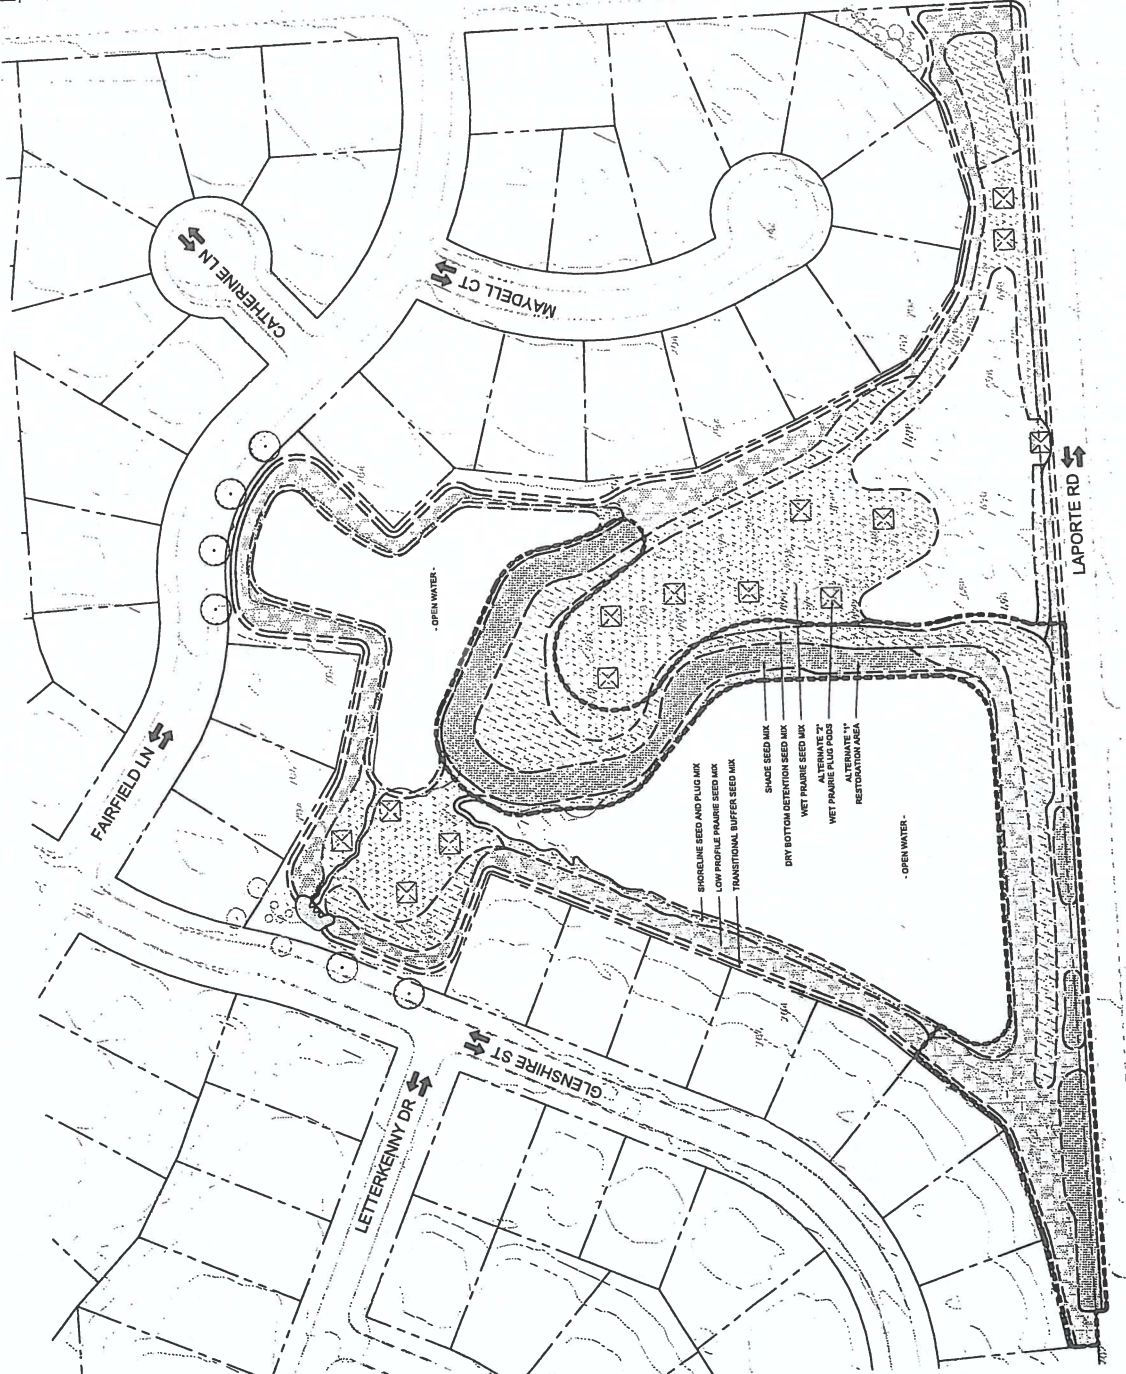 CATHERINE LN
MAYDELL CT
LAPORTE RD
- OPEN WATER -
FAIRFIELD LN
SHORELINE SEED AND PLUG MIX
LOW PROFILE PRAIRIE SEED MIX
TRANSITIONAL BUFFER SEED MIX
SHADE SEED MIX
DRY BOTTOM DETENTION SEED MIX
WET PRAIRIE SEED MIX
ALTERNATE "2"
WET PRAIRIE PLUG PODS
ALTERNATE "1"
RESTORATION AREA
- OPEN WATER -
GLENSHIRE ST
LETTERKENNY DR